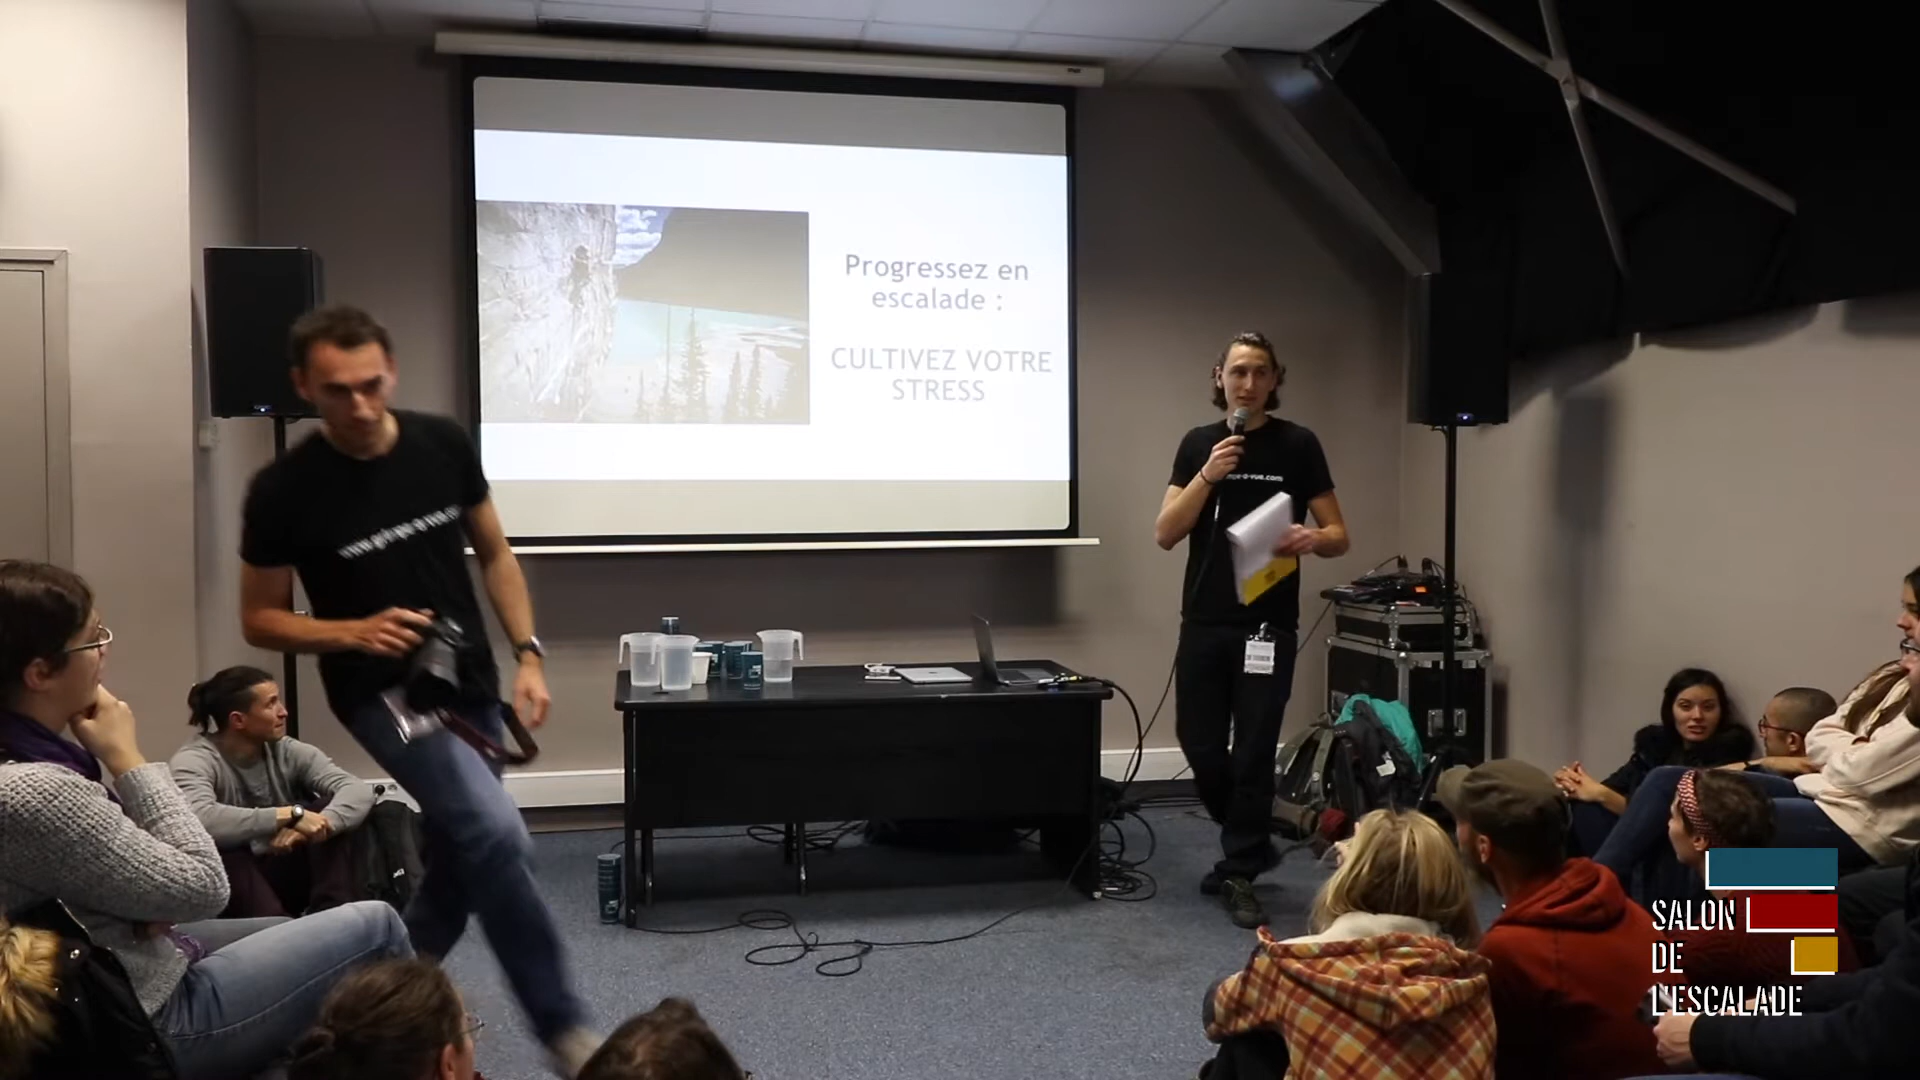 Progressez en
escalade :
CULTIVEZ VOTRE
STRESS
SALON
DE
L'ESCALADE